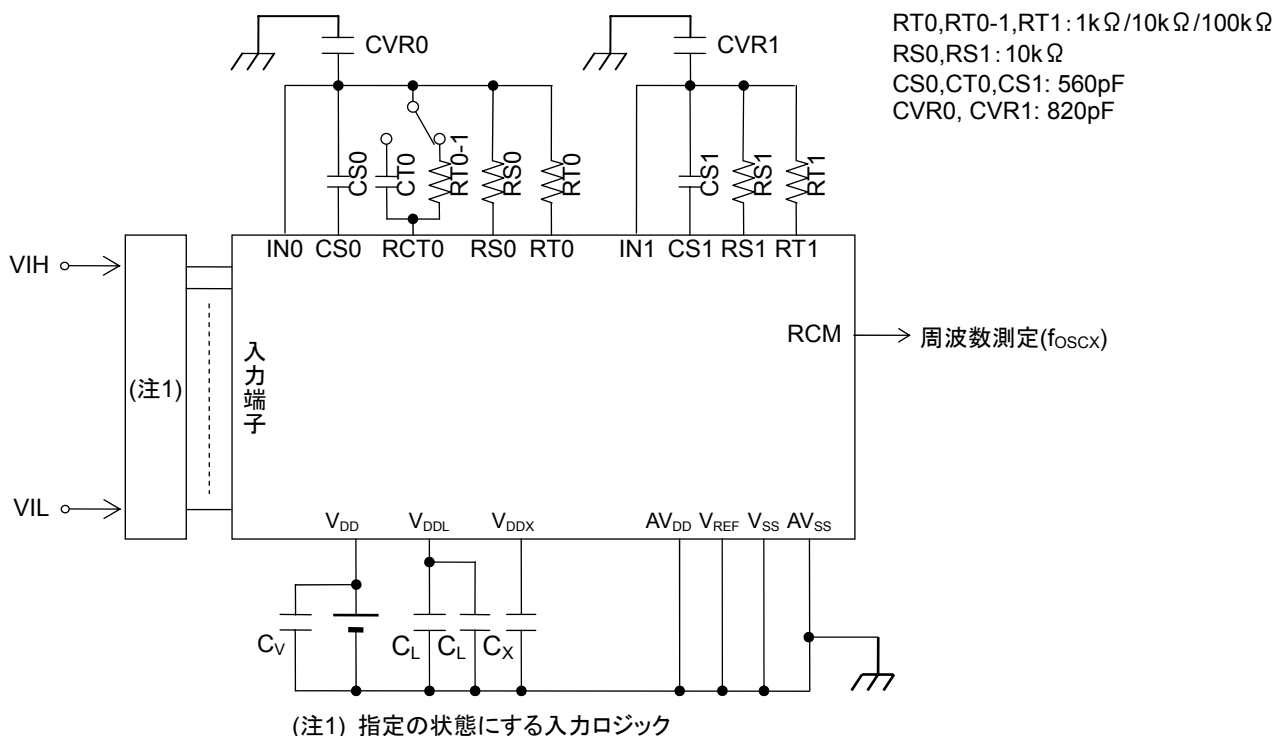 RT0,RT0-1,RT1: 1kΩ/10kΩ/100kΩ
RS0,RS1: 10kΩ
CS0,CT0,CS1: 560pF
CVR0, CVR1: 820pF
CVR0
CVR1
CS0
CT0
RT0-1
RS0
RT0
CS1
RS1
RT1
IN0 CS0 RCT0 RS0 RT0
IN1 CS1 RS1 RT1
VIH
(注1)
入力端子
RCM
周波数測定(fOSCX)
VIL
VDD VDDL VDDX AVDD VREF VSS AVSS
CV
CL
CL
CX
(注1) 指定の状態にする入力ロジック